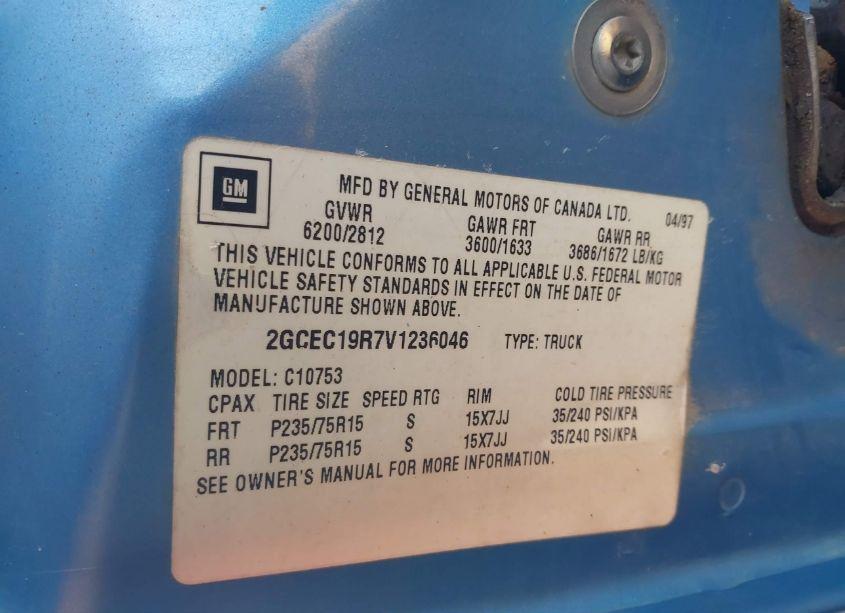 GM
MFD BY GENERAL MOTORS OF CANADA LTD. 04/97
GVWR GAWR FRT GAWR RR
6200/2812 3600/1633 3686/1672 LB/KG
THIS VEHICLE CONFORMS TO ALL APPLICABLE U.S. FEDERAL MOTOR
VEHICLE SAFETY STANDARDS IN EFFECT ON THE DATE OF
MANUFACTURE SHOWN ABOVE.
2GCEC19R7V1236046 TYPE: TRUCK
MODEL: C10753
CPAX TIRE SIZE SPEED RTG RIM COLD TIRE PRESSURE
FRT P235/75R15 S 15X7JJ 35/240 PSI/KPA
RR P235/75R15 S 15X7JJ 35/240 PSI/KPA
SEE OWNER'S MANUAL FOR MORE INFORMATION.